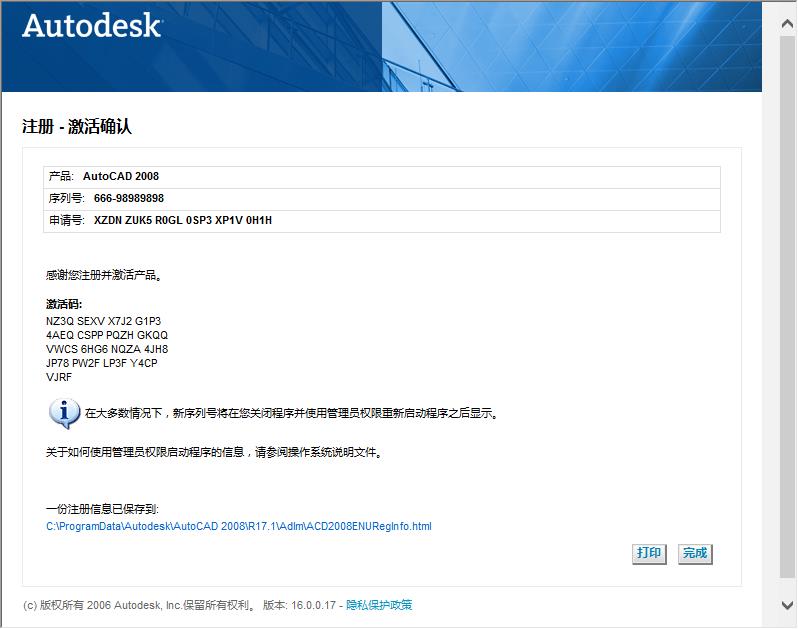 Autodesk
注册 - 激活确认
产品: AutoCAD 2008
序列号: 666-98989898
申请号: XZDN ZUK5 R0GL 0SP3 XP1V 0H1H
感谢您注册并激活产品。
激活码:
NZ3Q SEXV X7J2 G1P3
4AEQ CSPP PQZH GKQQ
VWCS 6HG6 NQZA 4JH8
JP78 PW2F LP3F Y4CP
VJRF
在大多数情况下，新序列号将在您关闭程序并使用管理员权限重新启动程序之后显示。
关于如何使用管理员权限启动程序的信息，请参阅操作系统说明文件。
一份注册信息已保存到:
C:\ProgramData\Autodesk\AutoCAD 2008\R17.1\Adlm\ACD2008ENURegInfo.html
打印 完成
(c) 版权所有 2006 Autodesk, Inc.保留所有权利。 版本: 16.0.0.17 - 隐私保护政策